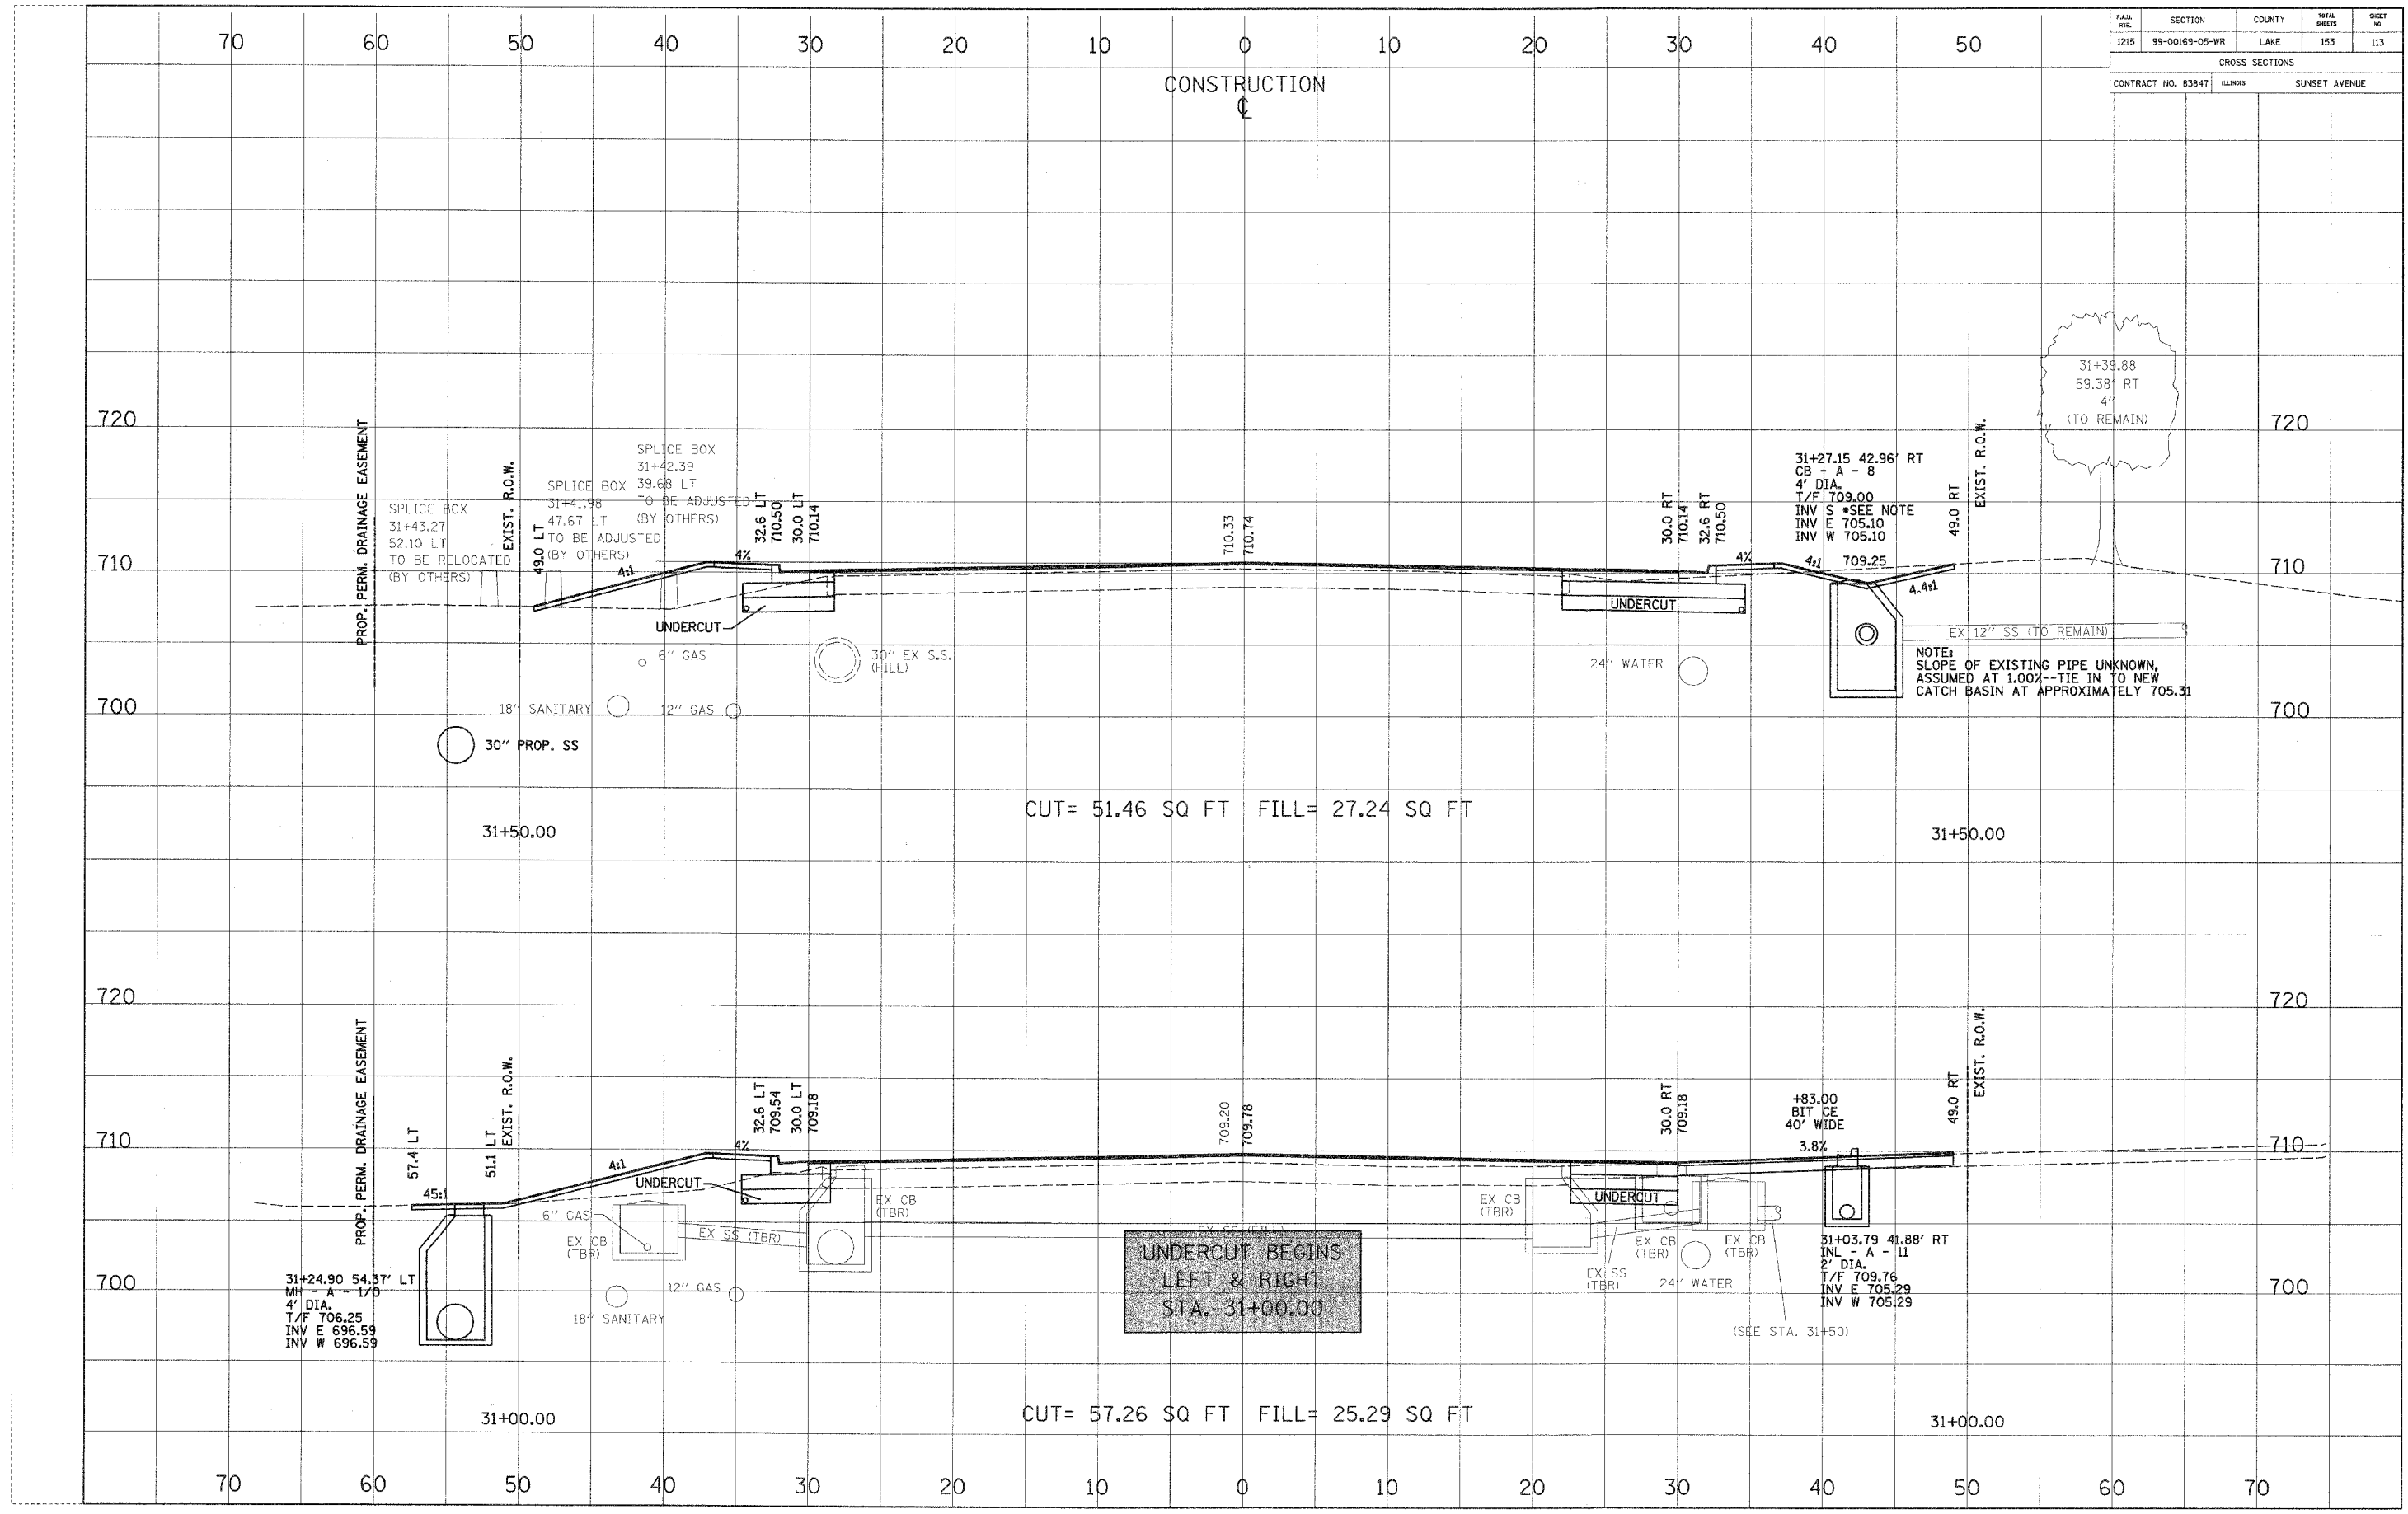 70 60 50 40 30 20 10 0 10 20 30 40 50
F.A.U. RTE. SECTION COUNTY TOTAL SHEETS SHEET NO
1215 99-00169-05-WR LAKE 153 113
CROSS SECTIONS
CONTRACT NO. 83847 ILLINOIS SUNSET AVENUE
CONSTRUCTION
℄
720
720
710
710
700
700
PROP. PERM. DRAINAGE EASEMENT
SPLICE BOX
31+43.27
52.10 LT
TO BE RELOCATED
(BY OTHERS)
EXIST. R.O.W.
49.0 LT
SPLICE BOX
31+41.98
47.67 LT
TO BE ADJUSTED
(BY OTHERS)
SPLICE BOX
31+42.39
39.68 LT
TO BE ADJUSTED
(BY OTHERS)
4:1
4%
32.6 LT
710.50
30.0 LT
710.14
710.33
710.74
30.0 RT
710.14
32.6 RT
710.50
31+27.15 42.96' RT
CB - A - 8
4' DIA.
T/F 709.00
INV S *SEE NOTE
INV E 705.10
INV W 705.10
4%
4:1
709.25
4.4:1
49.0 RT
EXIST. R.O.W.
31+39.88
59.38' RT
4"
(TO REMAIN)
UNDERCUT
UNDERCUT
6" GAS
30" EX S.S.
(FILL)
24" WATER
EX 12" SS (TO REMAIN)
NOTE:
SLOPE OF EXISTING PIPE UNKNOWN,
ASSUMED AT 1.00%--TIE IN TO NEW
CATCH BASIN AT APPROXIMATELY 705.31
18" SANITARY
12" GAS
30" PROP. SS
CUT= 51.46 SQ FT FILL= 27.24 SQ FT
31+50.00
31+50.00
720
720
710
710
700
700
PROP. PERM. DRAINAGE EASEMENT
57.4 LT
51.1 LT
EXIST. R.O.W.
45:1
4:1
4%
32.6 LT
709.54
30.0 LT
709.18
709.20
709.78
30.0 RT
709.18
+83.00
BIT CE
40' WIDE
3.8%
49.0 RT
EXIST. R.O.W.
UNDERCUT
UNDERCUT
6" GAS
EX CB
(TBR)
EX SS (TBR)
EX CB
(TBR)
EX SS (FILL)
UNDERCUT BEGINS
LEFT & RIGHT
STA. 31+00.00
EX CB
(TBR)
EX SS
(TBR)
EX CB
(TBR)
EX CB
(TBR)
24" WATER
(SEE STA. 31+50)
31+03.79 41.88' RT
INL - A - 11
2' DIA.
T/F 709.76
INV E 705.29
INV W 705.29
31+24.90 54.37' LT
MH - A - 170
4' DIA.
T/F 706.25
INV E 696.59
INV W 696.59
12" GAS
18" SANITARY
CUT= 57.26 SQ FT FILL= 25.29 SQ FT
31+00.00
31+00.00
70 60 50 40 30 20 10 0 10 20 30 40 50 60 70